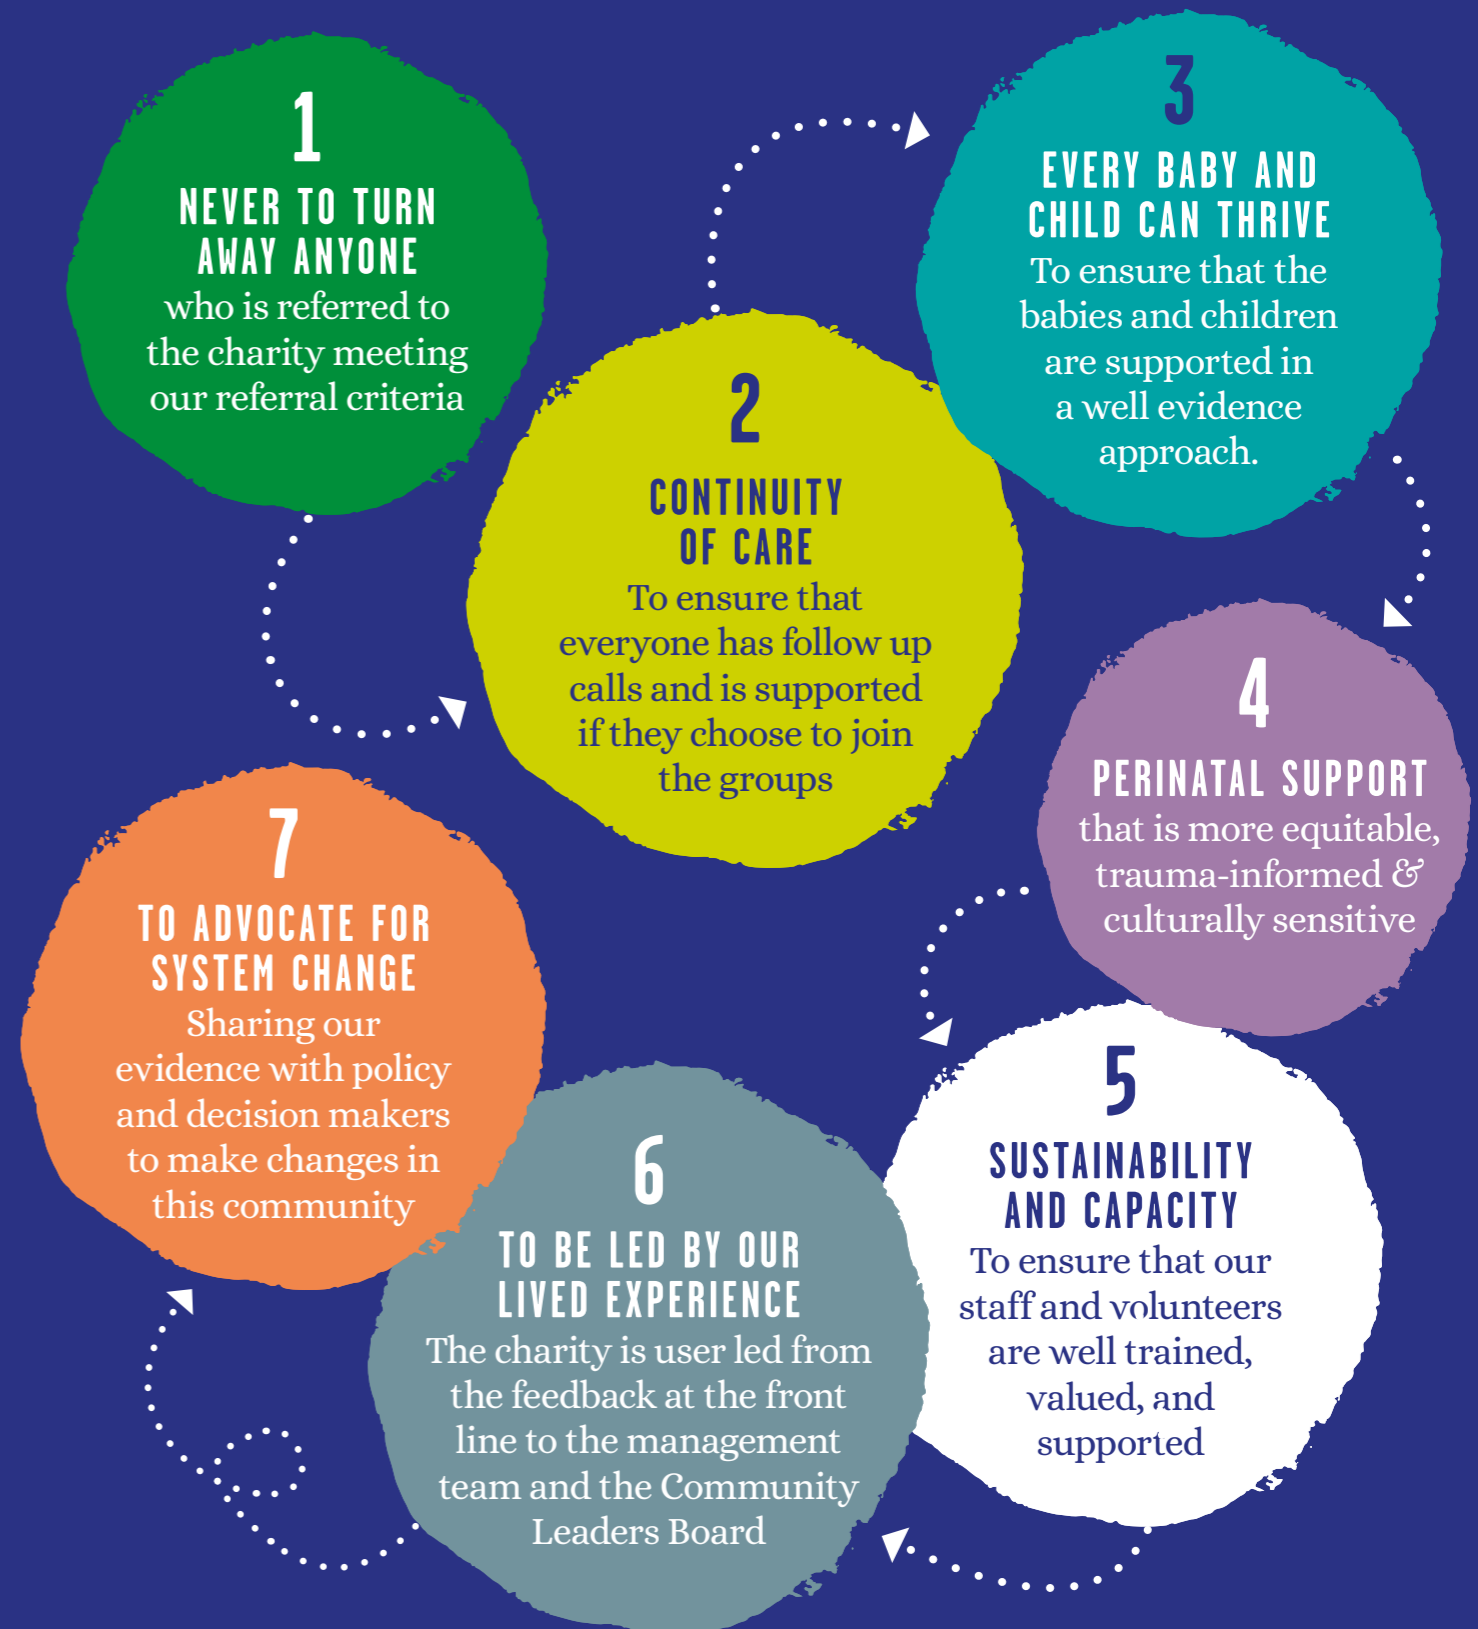 1
NEVER TO TURN
AWAY ANYONE
who is referred to
the charity meeting
our referral criteria
2
CONTINUITY
OF CARE
To ensure that
everyone has follow up
calls and is supported
if they choose to join
the groups
3
EVERY BABY AND
CHILD CAN THRIVE
To ensure that the
babies and children
are supported in
a well evidence
approach.
4
PERINATAL SUPPORT
that is more equitable,
trauma-informed &
culturally sensitive
5
SUSTAINABILITY
AND CAPACITY
To ensure that our
staff and volunteers
are well trained,
valued, and
supported
6
TO BE LED BY OUR
LIVED EXPERIENCE
The charity is user led from
the feedback at the front
line to the management
team and the Community
Leaders Board
7
TO ADVOCATE FOR
SYSTEM CHANGE
Sharing our
evidence with policy
and decision makers
to make changes in
this community